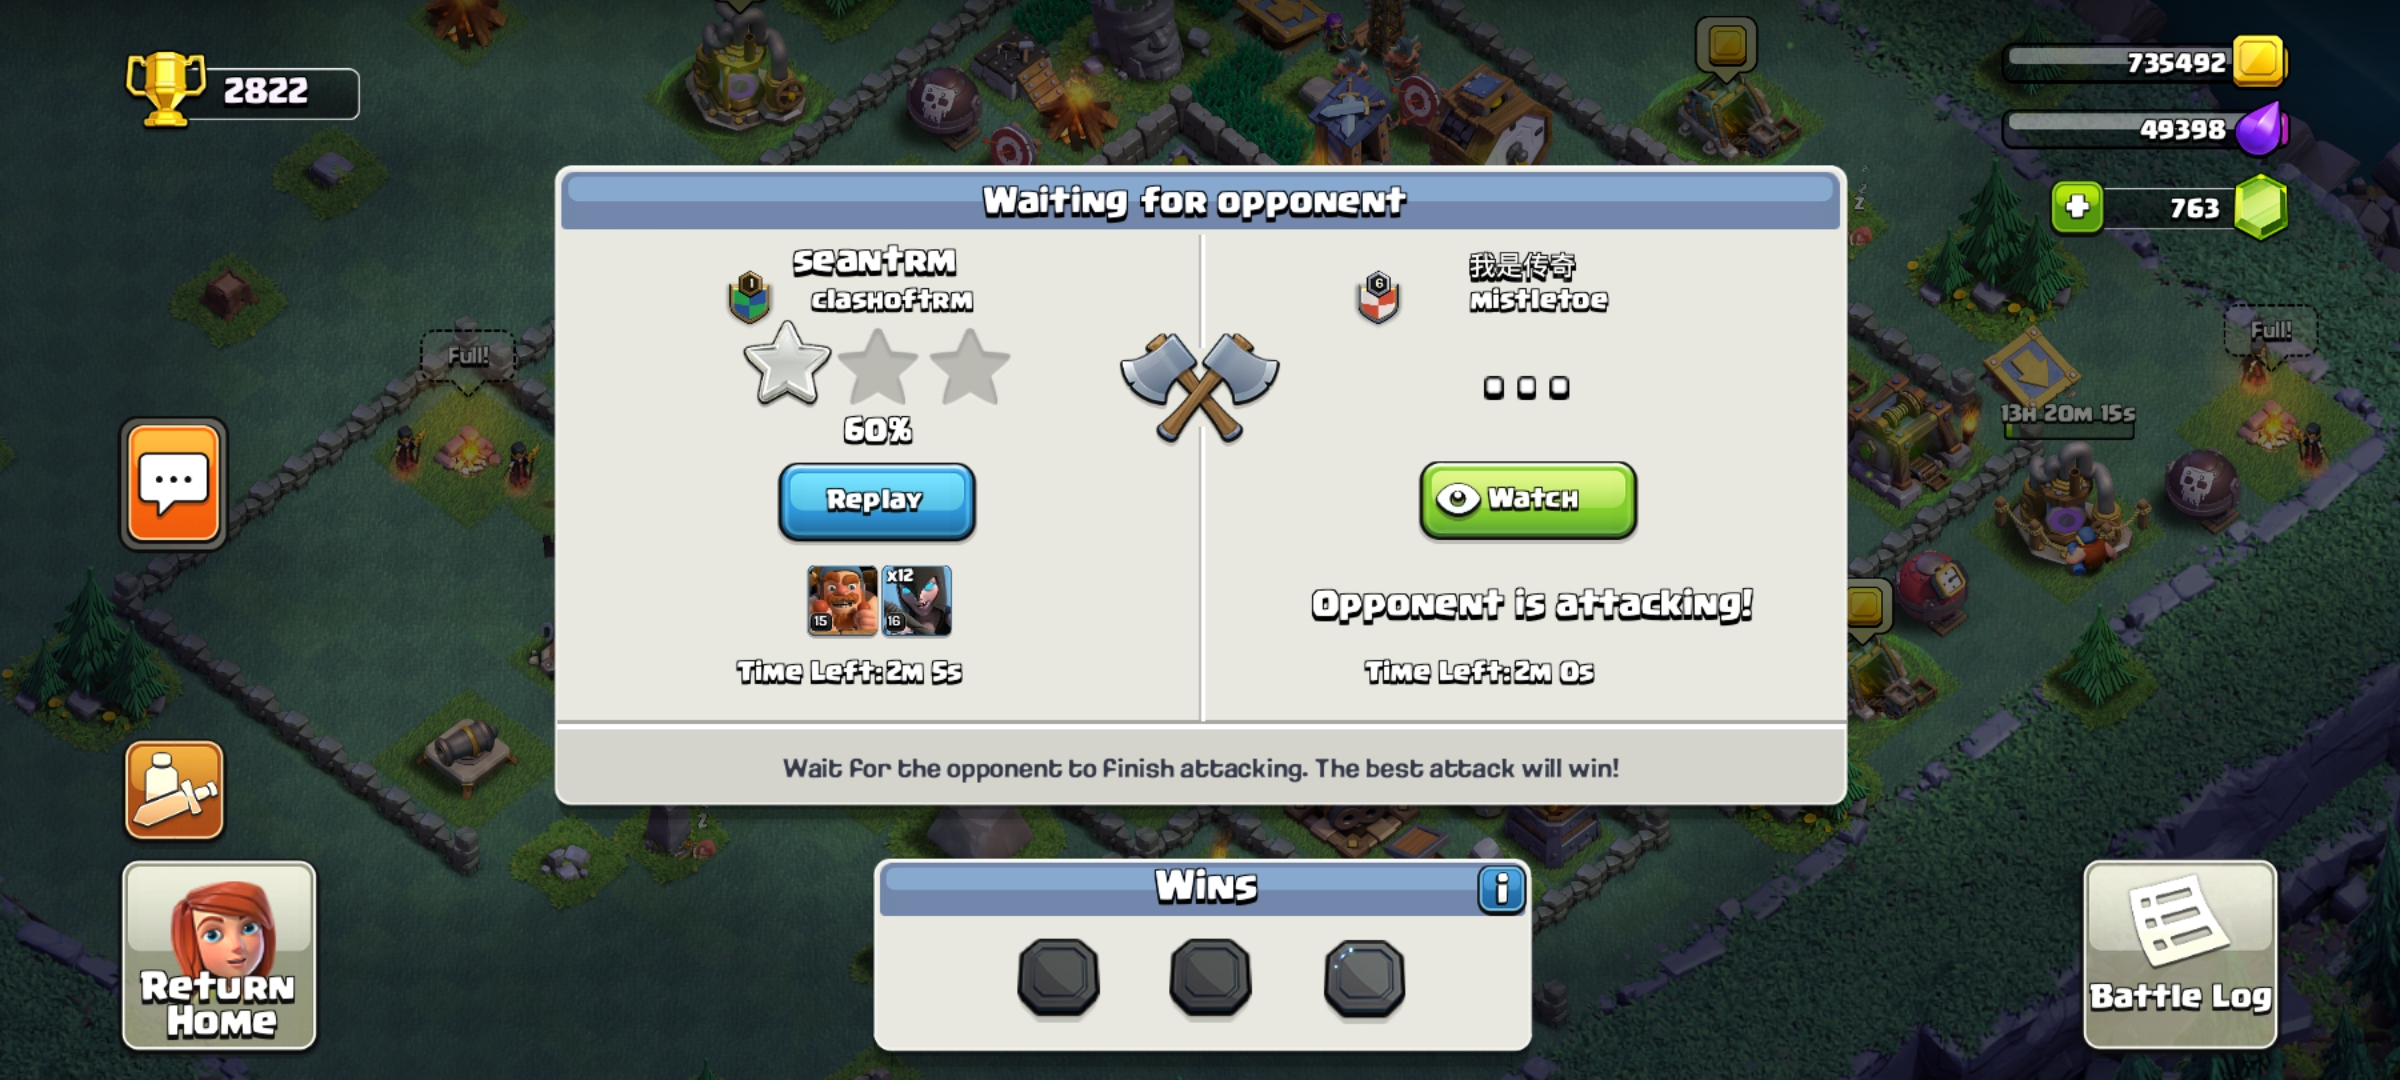 2822
735492
49398
763
Waiting for opponent
seantrm
clashoftrm
1
我是传奇
mistletoe
6
60%
Replay
Watch
x12
15
16
Opponent is attacking!
Time Left:2m 5s
Time Left:2m 0s
Wait for the opponent to finish attacking. The best attack will win!
Full!
Full!
13H 20M 15s
Wins
i
Return
Home
Battle Log
z
z
z
z